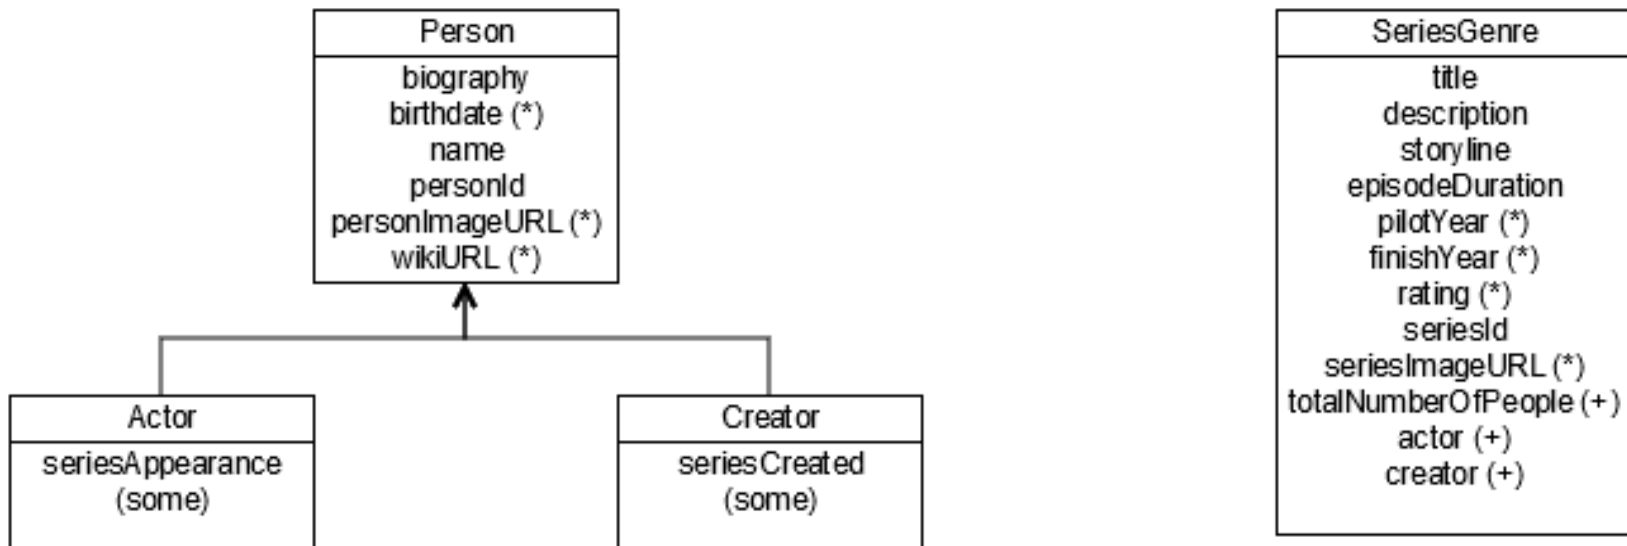 Person
biography
birthdate (*)
name
personId
personImageURL (*)
wikiURL (*)
Actor
seriesAppearance
(some)
Creator
seriesCreated
(some)
SeriesGenre
title
description
storyline
episodeDuration
pilotYear (*)
finishYear (*)
rating (*)
seriesId
seriesImageURL (*)
totalNumberOfPeople (+)
actor (+)
creator (+)